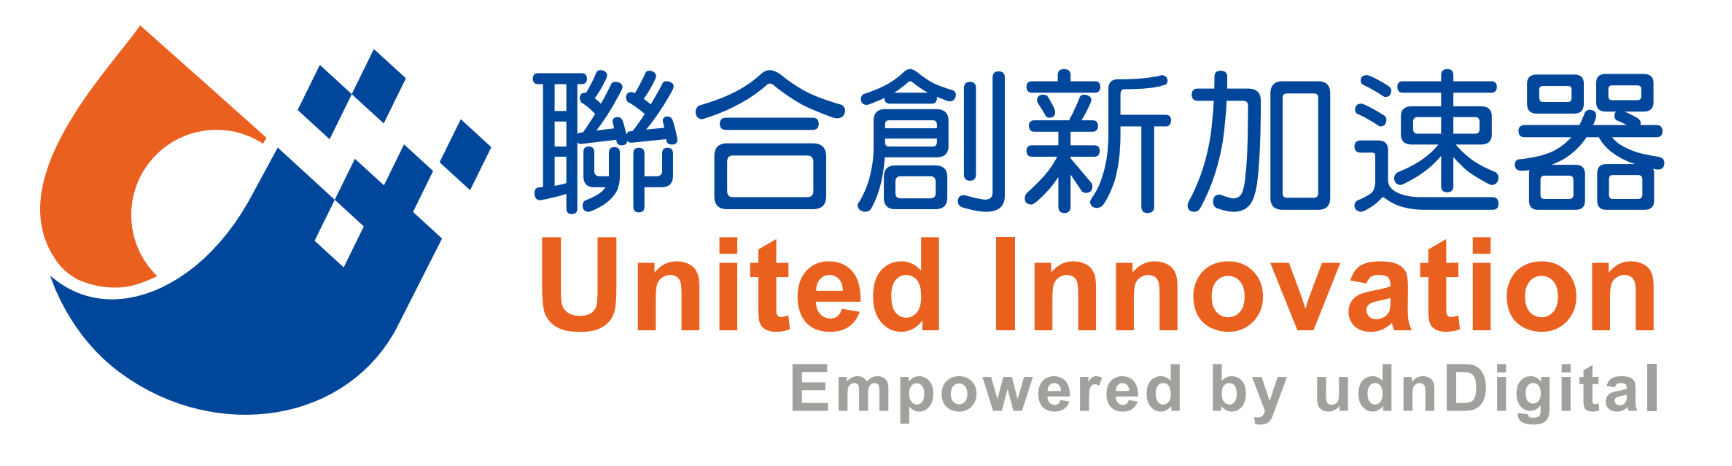 聯合創新加速器
United Innovation
Empowered by udnDigital